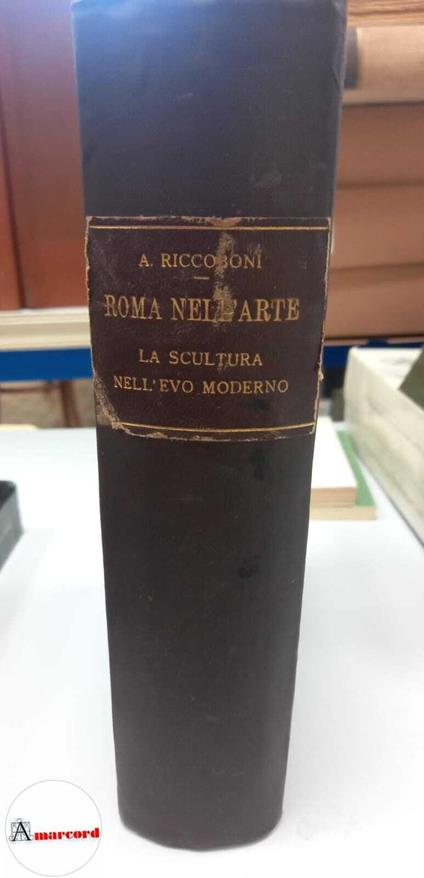 A. RICCOBONI
ROMA NELL'ARTE
LA SCULTURA
NELL'EVO MODERNO
Amarcord